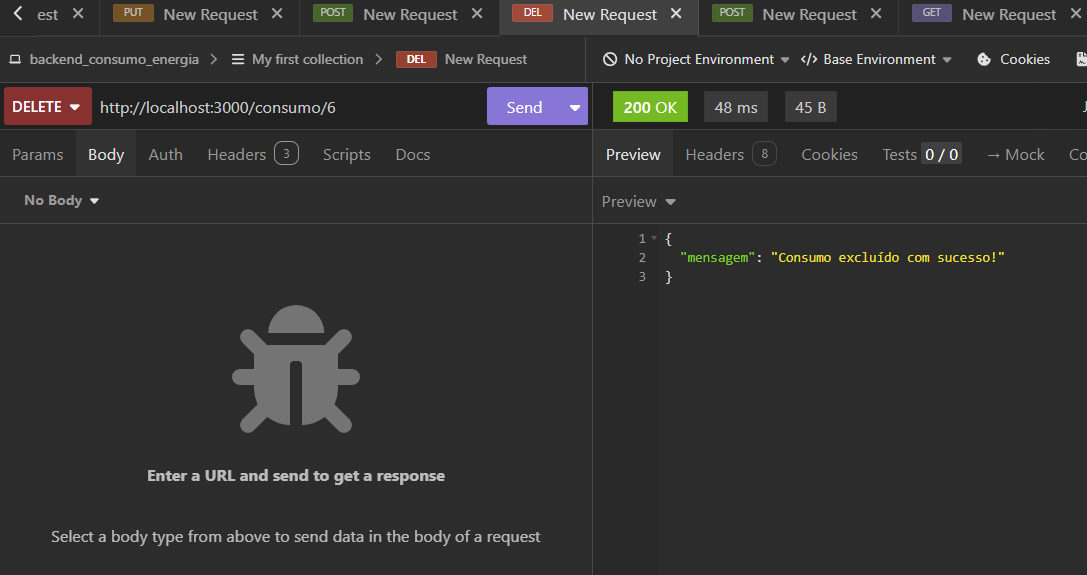 est × PUT New Request × POST New Request × DEL New Request × POST New Request × GET New Request ×
backend_consumo_energia > My first collection > DEL New Request
No Project Environment </> Base Environment Cookies
DELETE http://localhost:3000/consumo/6 Send
200 OK 48 ms 45 B
Params Body Auth Headers 3 Scripts Docs
Preview Headers 8 Cookies Tests 0 / 0 → Mock Co
No Body
Preview
1 {
2 "mensagem": "Consumo excluído com sucesso!"
3 }
Enter a URL and send to get a response
Select a body type from above to send data in the body of a request